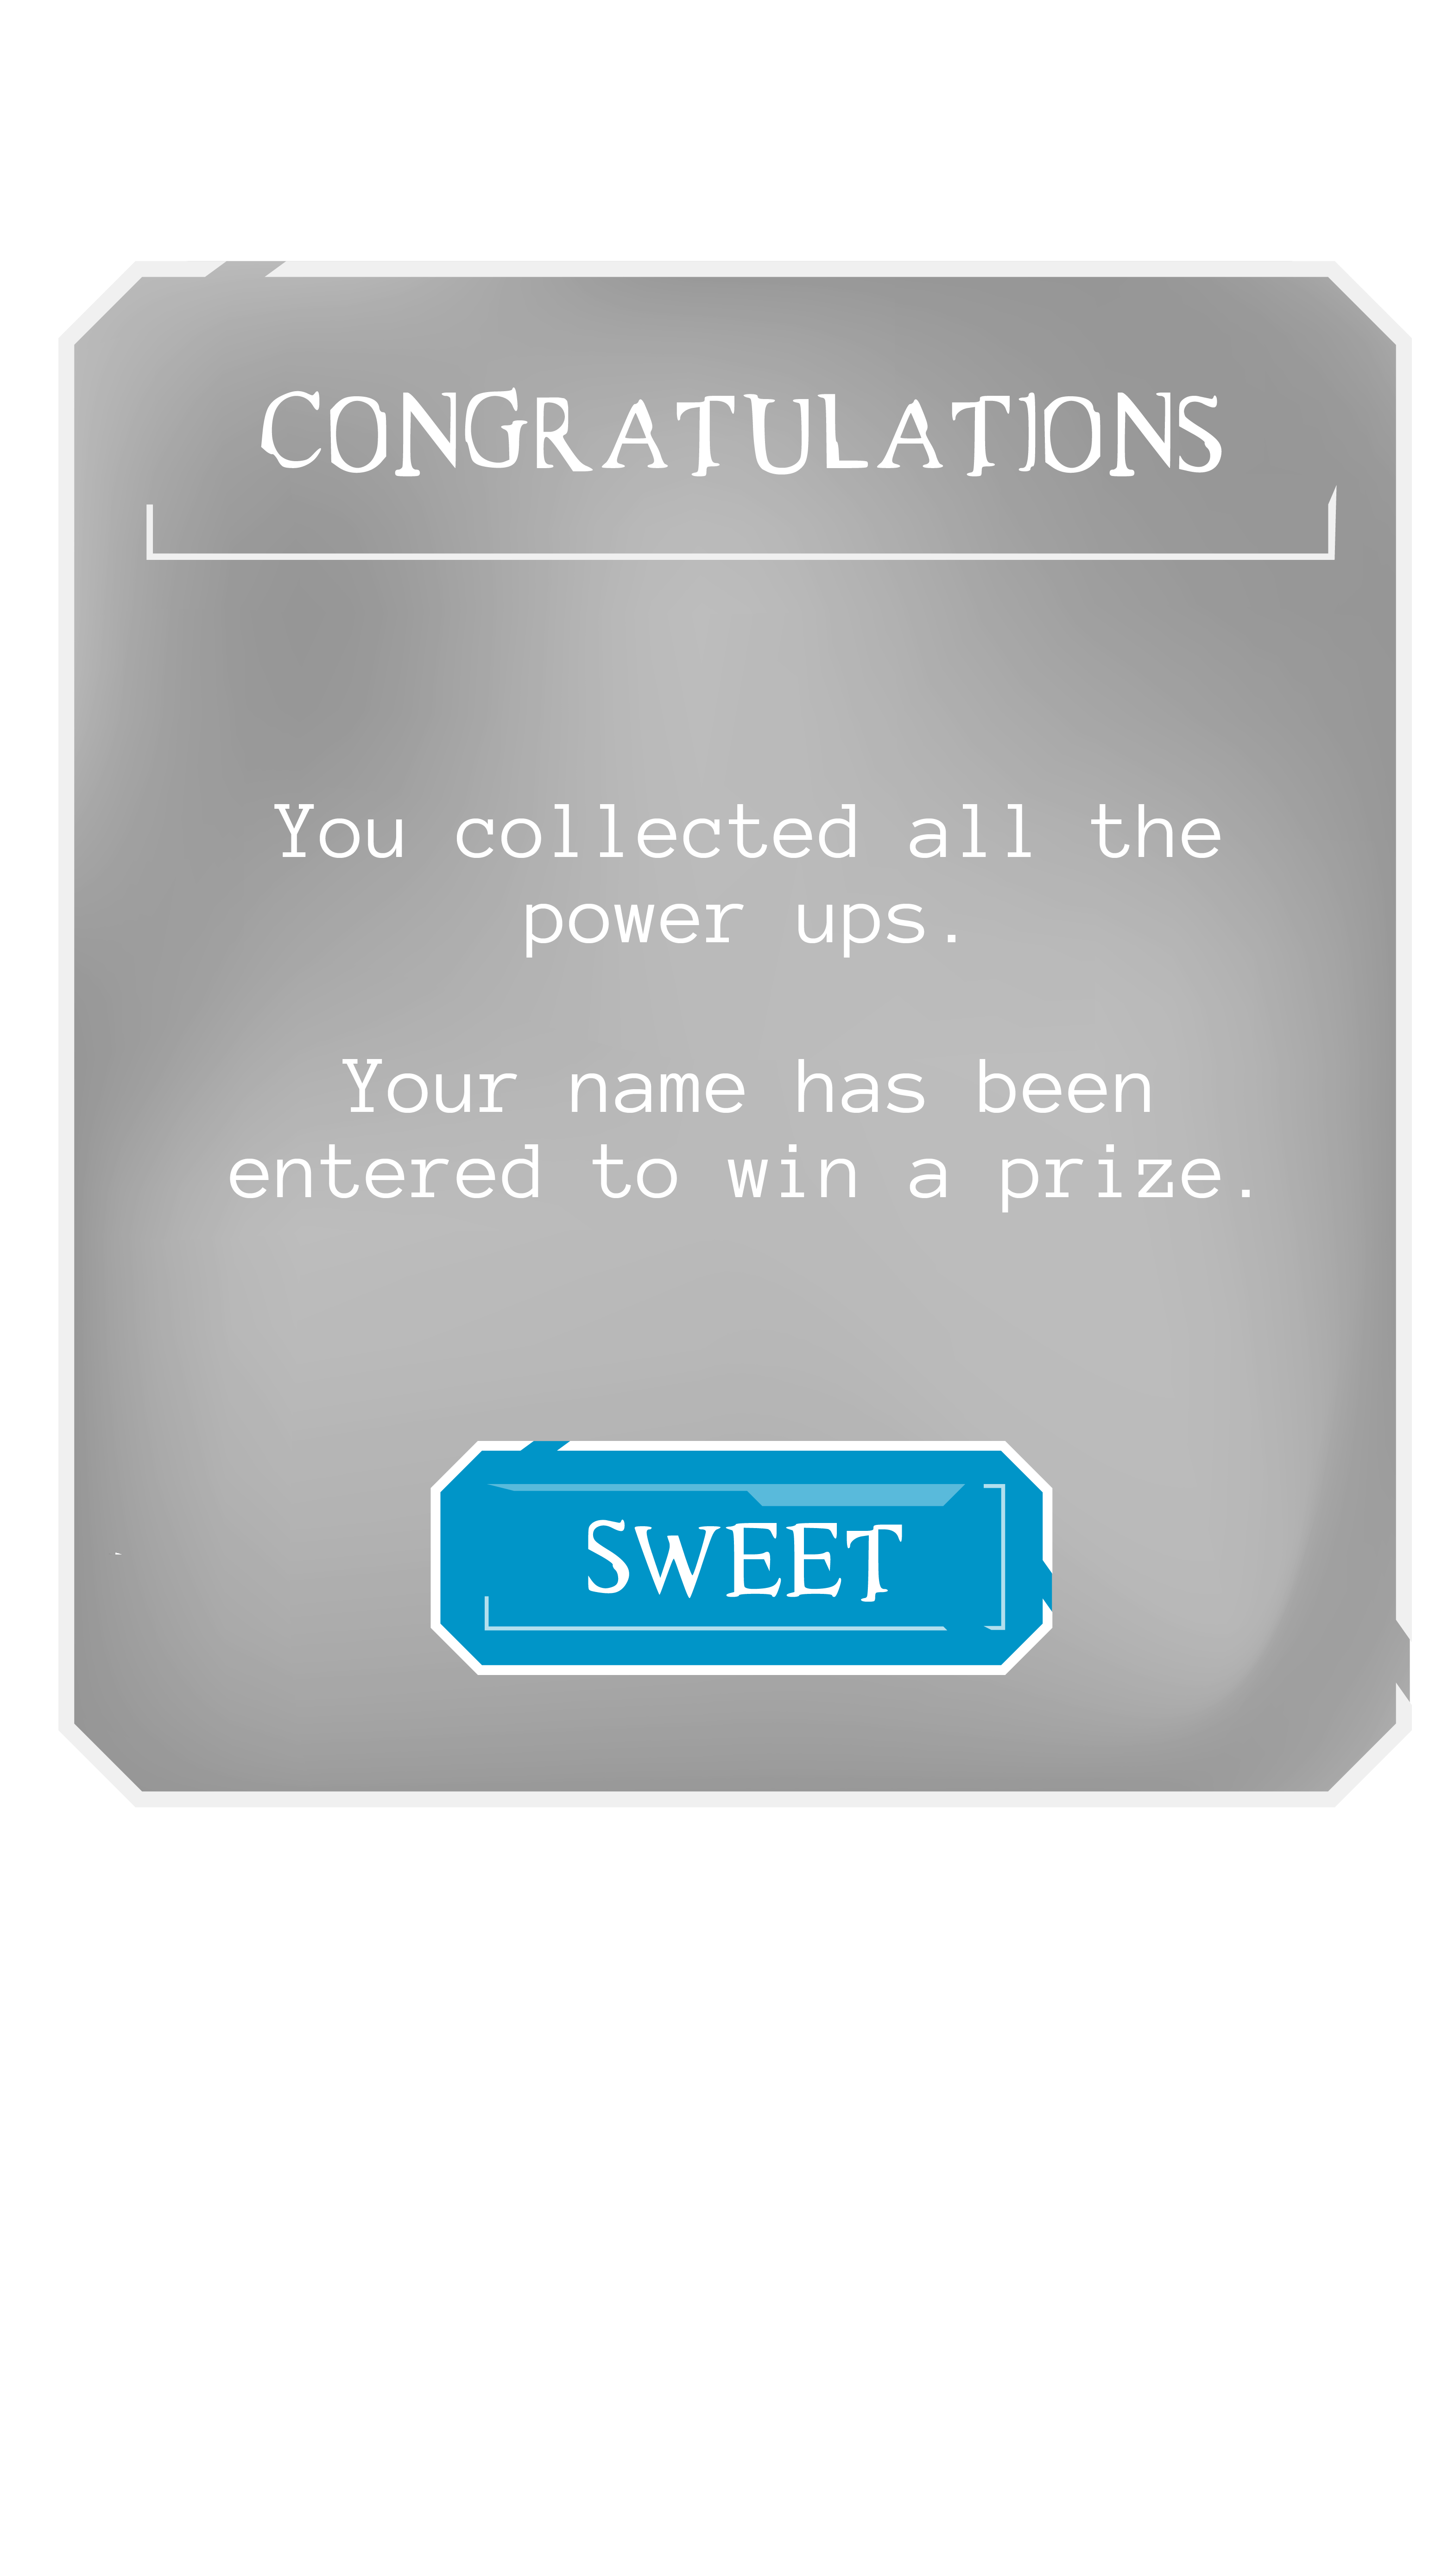 CONGRATULATIONS
You collected all the
power ups.
Your name has been
entered to win a prize.
SWEET